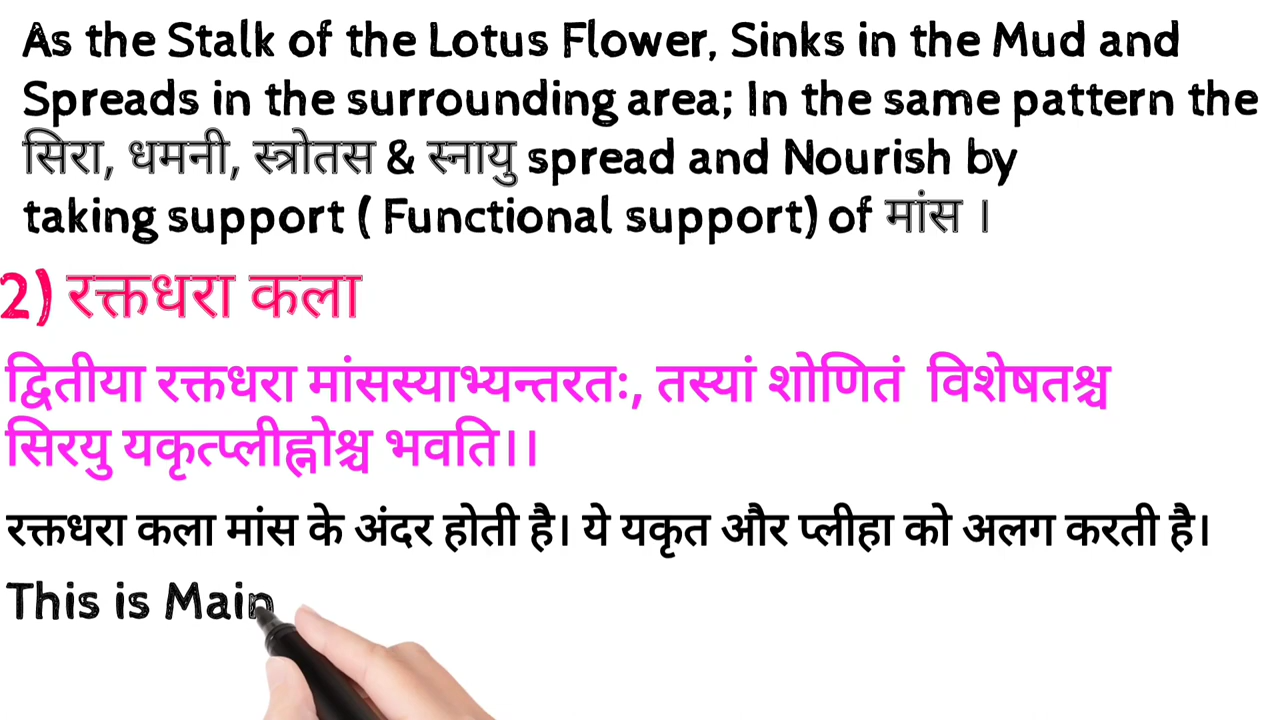 As the Stalk of the Lotus Flower, Sinks in the Mud and
Spreads in the surrounding area; In the same pattern the
सिरा, धमनी, स्त्रोतस & स्नायु spread and Nourish by
taking support ( Functional support) of मांस ।
2) रक्तधरा कला
द्वितीया रक्तधरा मांसस्याभ्यन्तरतः, तस्यां शोणितं विशेषतश्च
सिरयु यकृत्प्लीह्नोश्च भवति।।
रक्तधरा कला मांस के अंदर होती है। ये यकृत और प्लीहा को अलग करती है।
This is Main